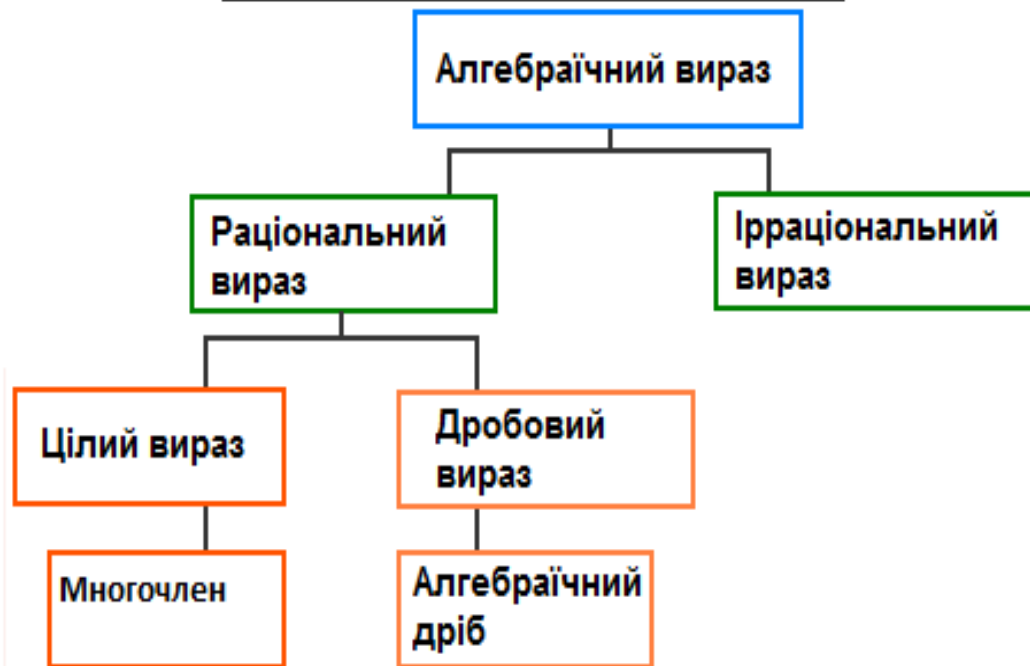 Алгебраїчний вираз
Раціональний
вираз
Ірраціональний
вираз
Цілий вираз
Дробовий
вираз
Многочлен
Алгебраїчний
дріб